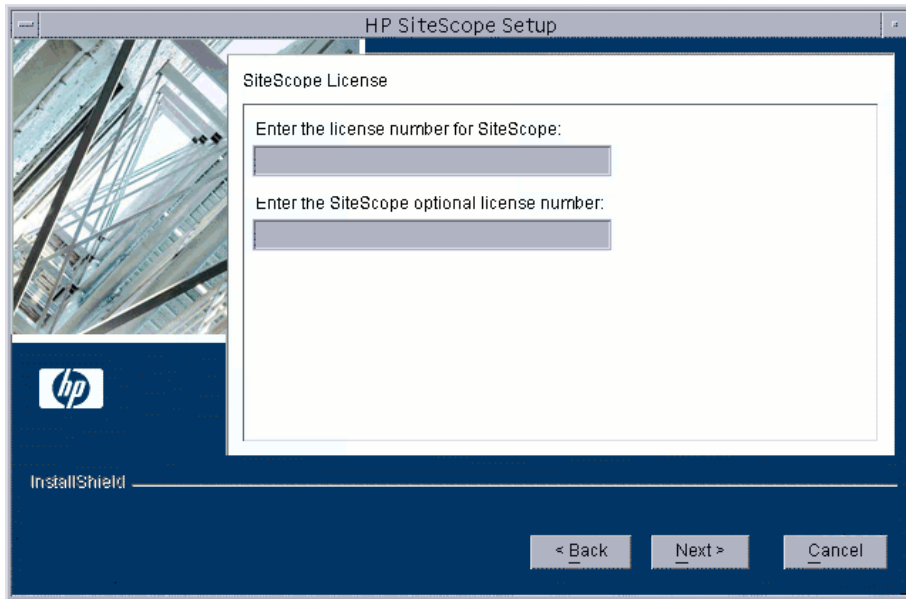 HP SiteScope Setup
SiteScope License
Enter the license number for SiteScope:
Enter the SiteScope optional license number:
hp
InstallShield
< Back
Next >
Cancel